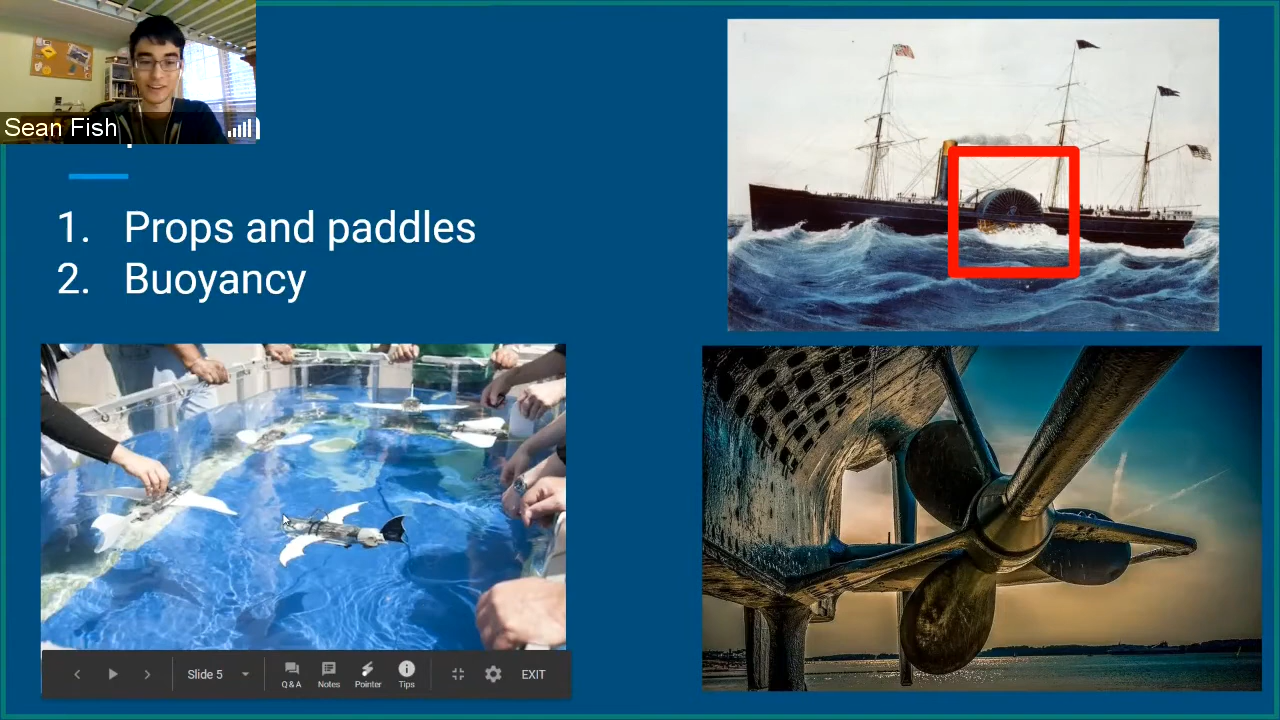 Sean Fish
1. Props and paddles
2. Buoyancy
Slide 5
Q & A
Notes
Pointer
Tips
EXIT